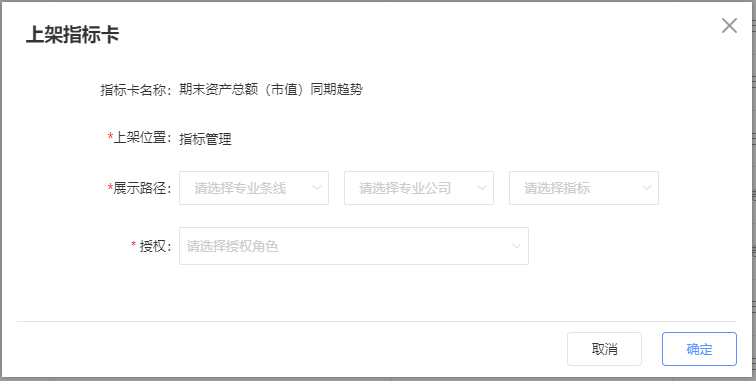 上架指标卡
指标卡名称： 期末资产总额（市值）同期趋势
*上架位置： 指标管理
*展示路径： 请选择专业条线 请选择专业公司 请选择指标
* 授权： 请选择授权角色
取消 确定